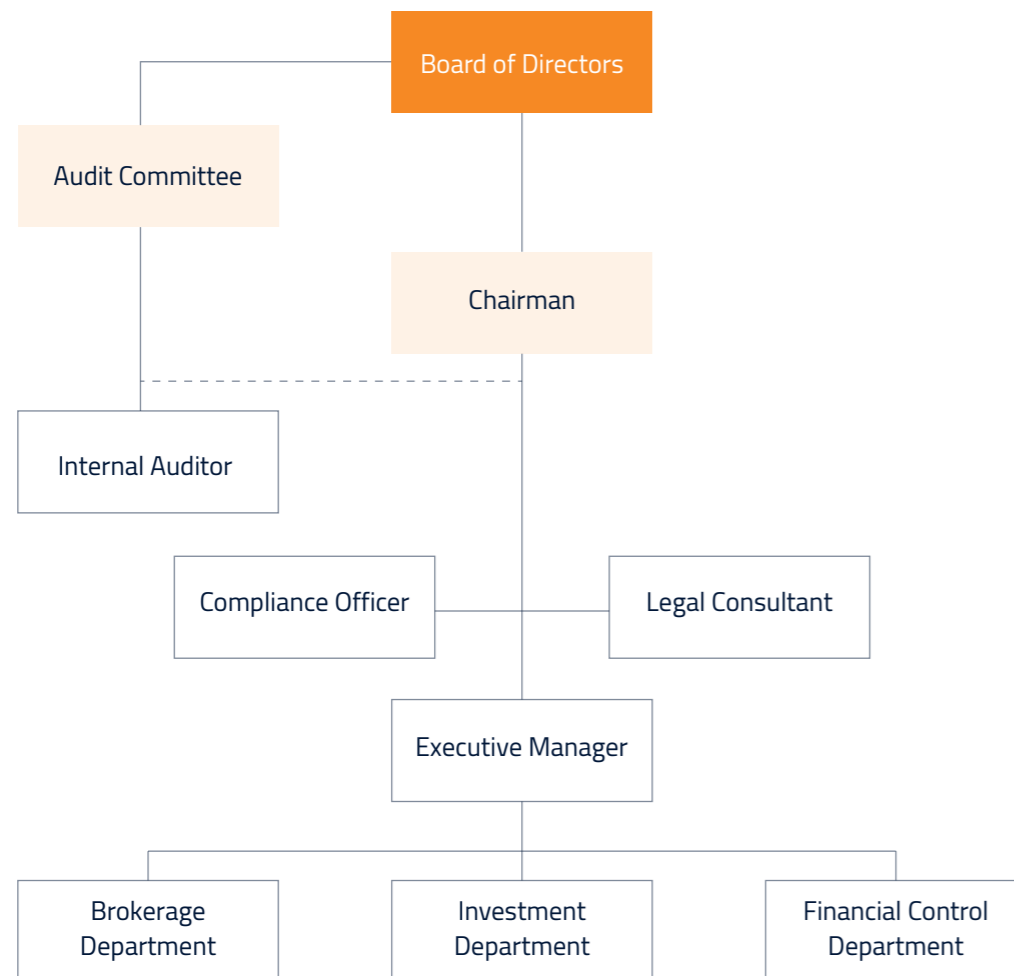 Board of Directors
Audit Committee
Chairman
Internal Auditor
Compliance Officer
Legal Consultant
Executive Manager
Brokerage
Department
Investment
Department
Financial Control
Department